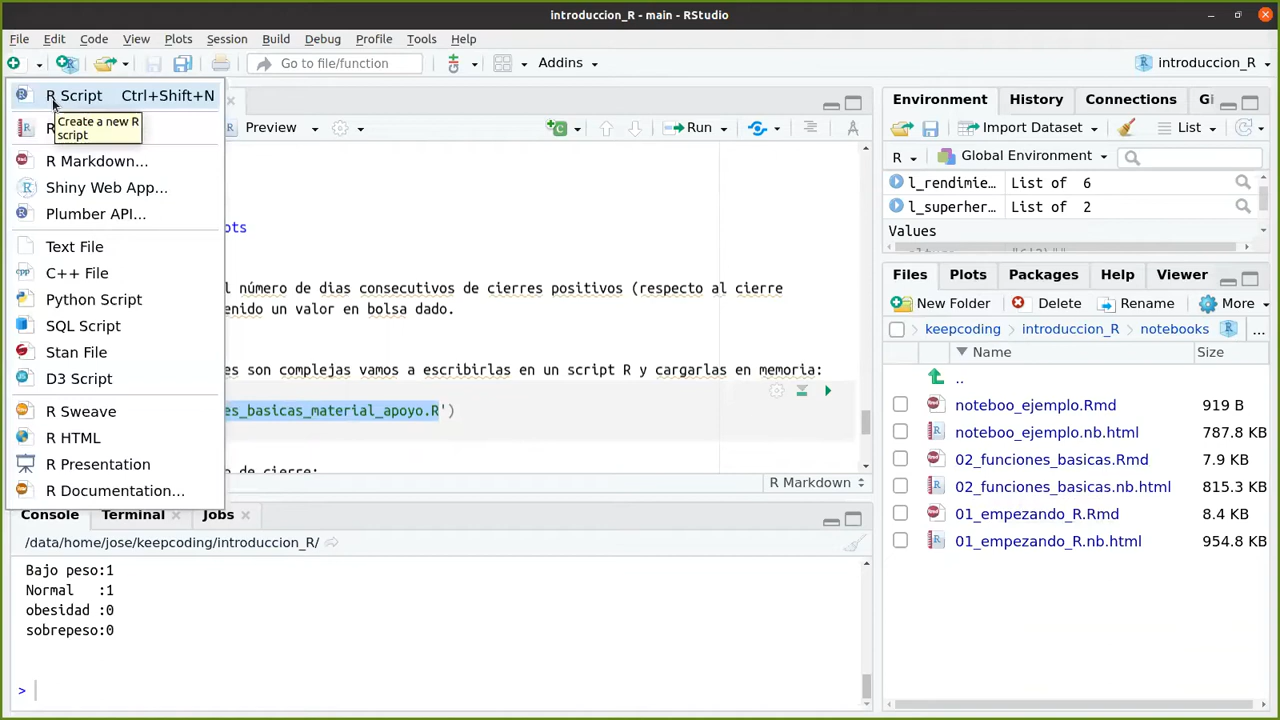 introduccion_R - main - RStudio
File Edit Code View Plots Session Build Debug Profile Tools Help
Go to file/function Addins introduccion_R
R Script Ctrl+Shift+N
Create a new R script
R Markdown...
Shiny Web App...
Plumber API...
Text File
C++ File
Python Script
SQL Script
Stan File
D3 Script
R Sweave
R HTML
R Presentation
R Documentation...
Preview Run
ots
l número de dias consecutivos de cierres positivos (respecto al cierre
enido un valor en bolsa dado.
es son complejas vamos a escribirlas en un script R y cargarlas en memoria:
es_basicas_material_apoyo.R')
o de cierre:
R Markdown
Console Terminal Jobs
/data/home/jose/keepcoding/introduccion_R/
Bajo peso:1
Normal :1
obesidad :0
sobrepeso:0
>
Environment History Connections Gi
Import Dataset List
R Global Environment
l_rendimie… List of 6
l_superher… List of 2
Values
Files Plots Packages Help Viewer
New Folder Delete Rename More
keepcoding introduccion_R notebooks ...
Name Size
..
noteboo_ejemplo.Rmd 919 B
noteboo_ejemplo.nb.html 787.8 KB
02_funciones_basicas.Rmd 7.9 KB
02_funciones_basicas.nb.html 815.3 KB
01_empezando_R.Rmd 8.4 KB
01_empezando_R.nb.html 954.8 KB